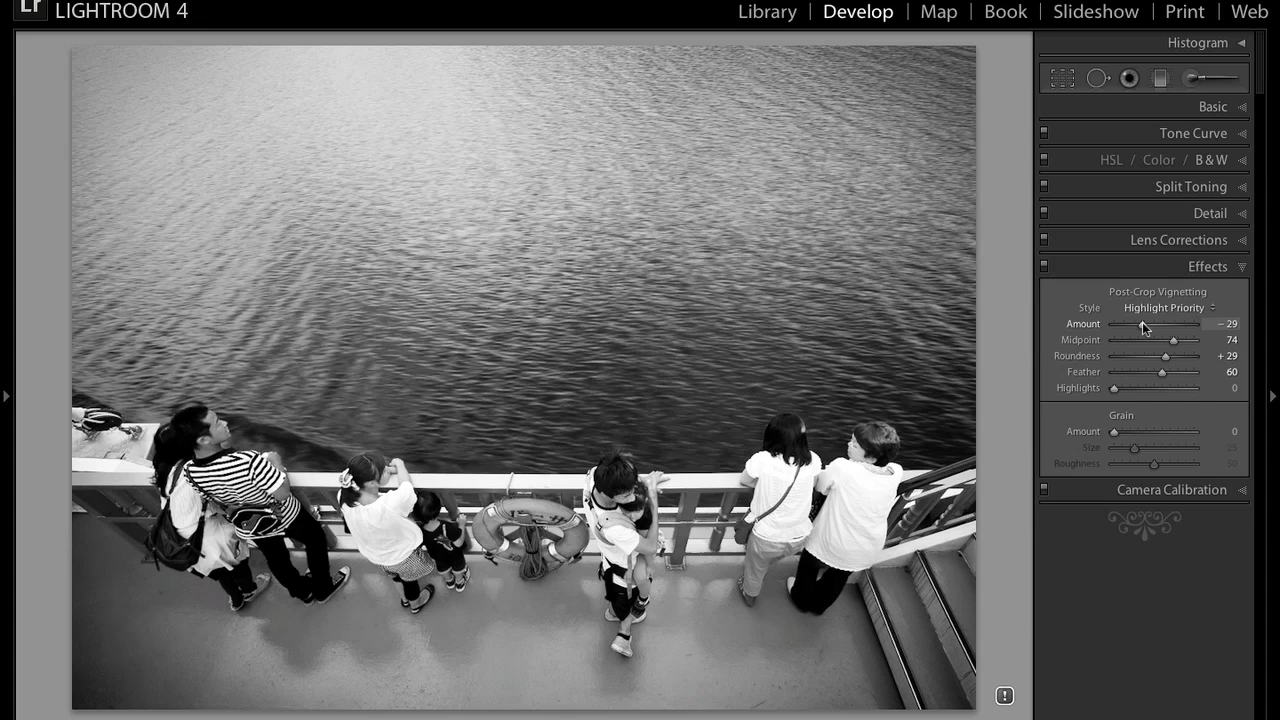 Lr LIGHTROOM 4
Library | Develop | Map | Book | Slideshow | Print | Web
Histogram
Basic
Tone Curve
HSL / Color / B & W
Split Toning
Detail
Lens Corrections
Effects
Post-Crop Vignetting
Style Highlight Priority
Amount − 29
Midpoint 74
Roundness + 29
Feather 60
Highlights 0
Grain
Amount 0
Size 25
Roughness 50
Camera Calibration
!